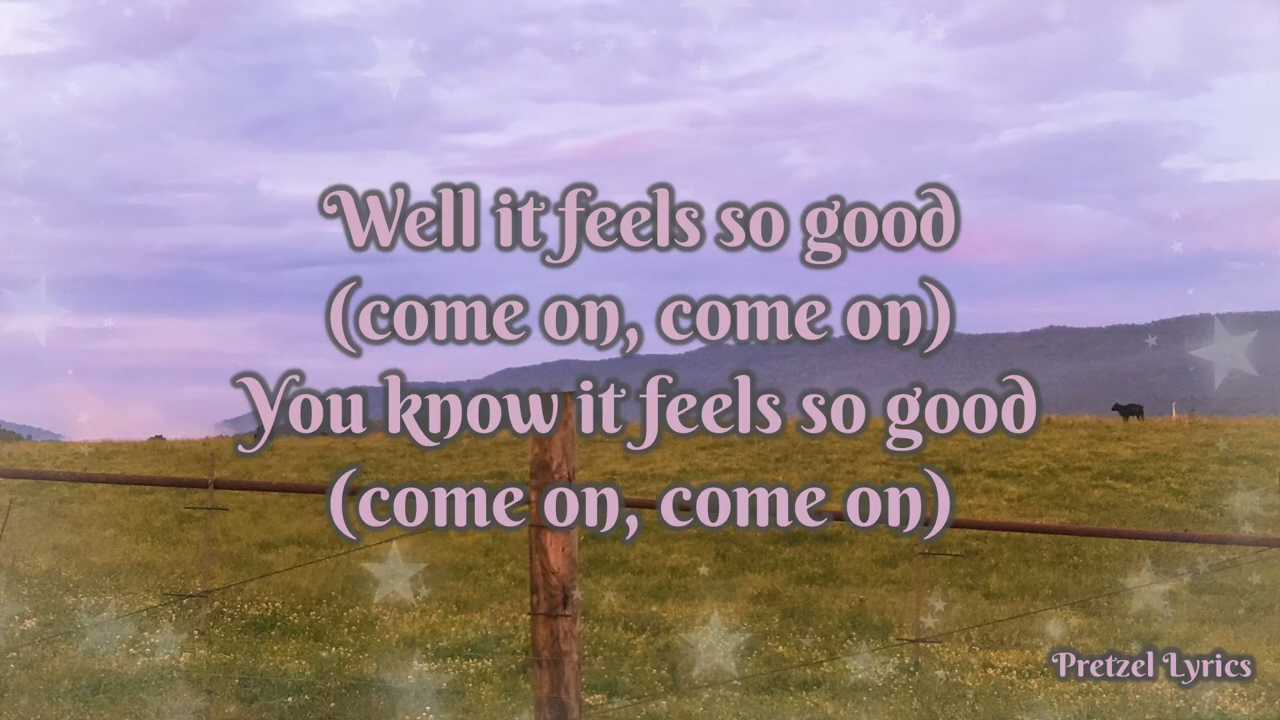 Well it feels so good
(come on, come on)
You know it feels so good
(come on, come on)
Pretzel Lyrics